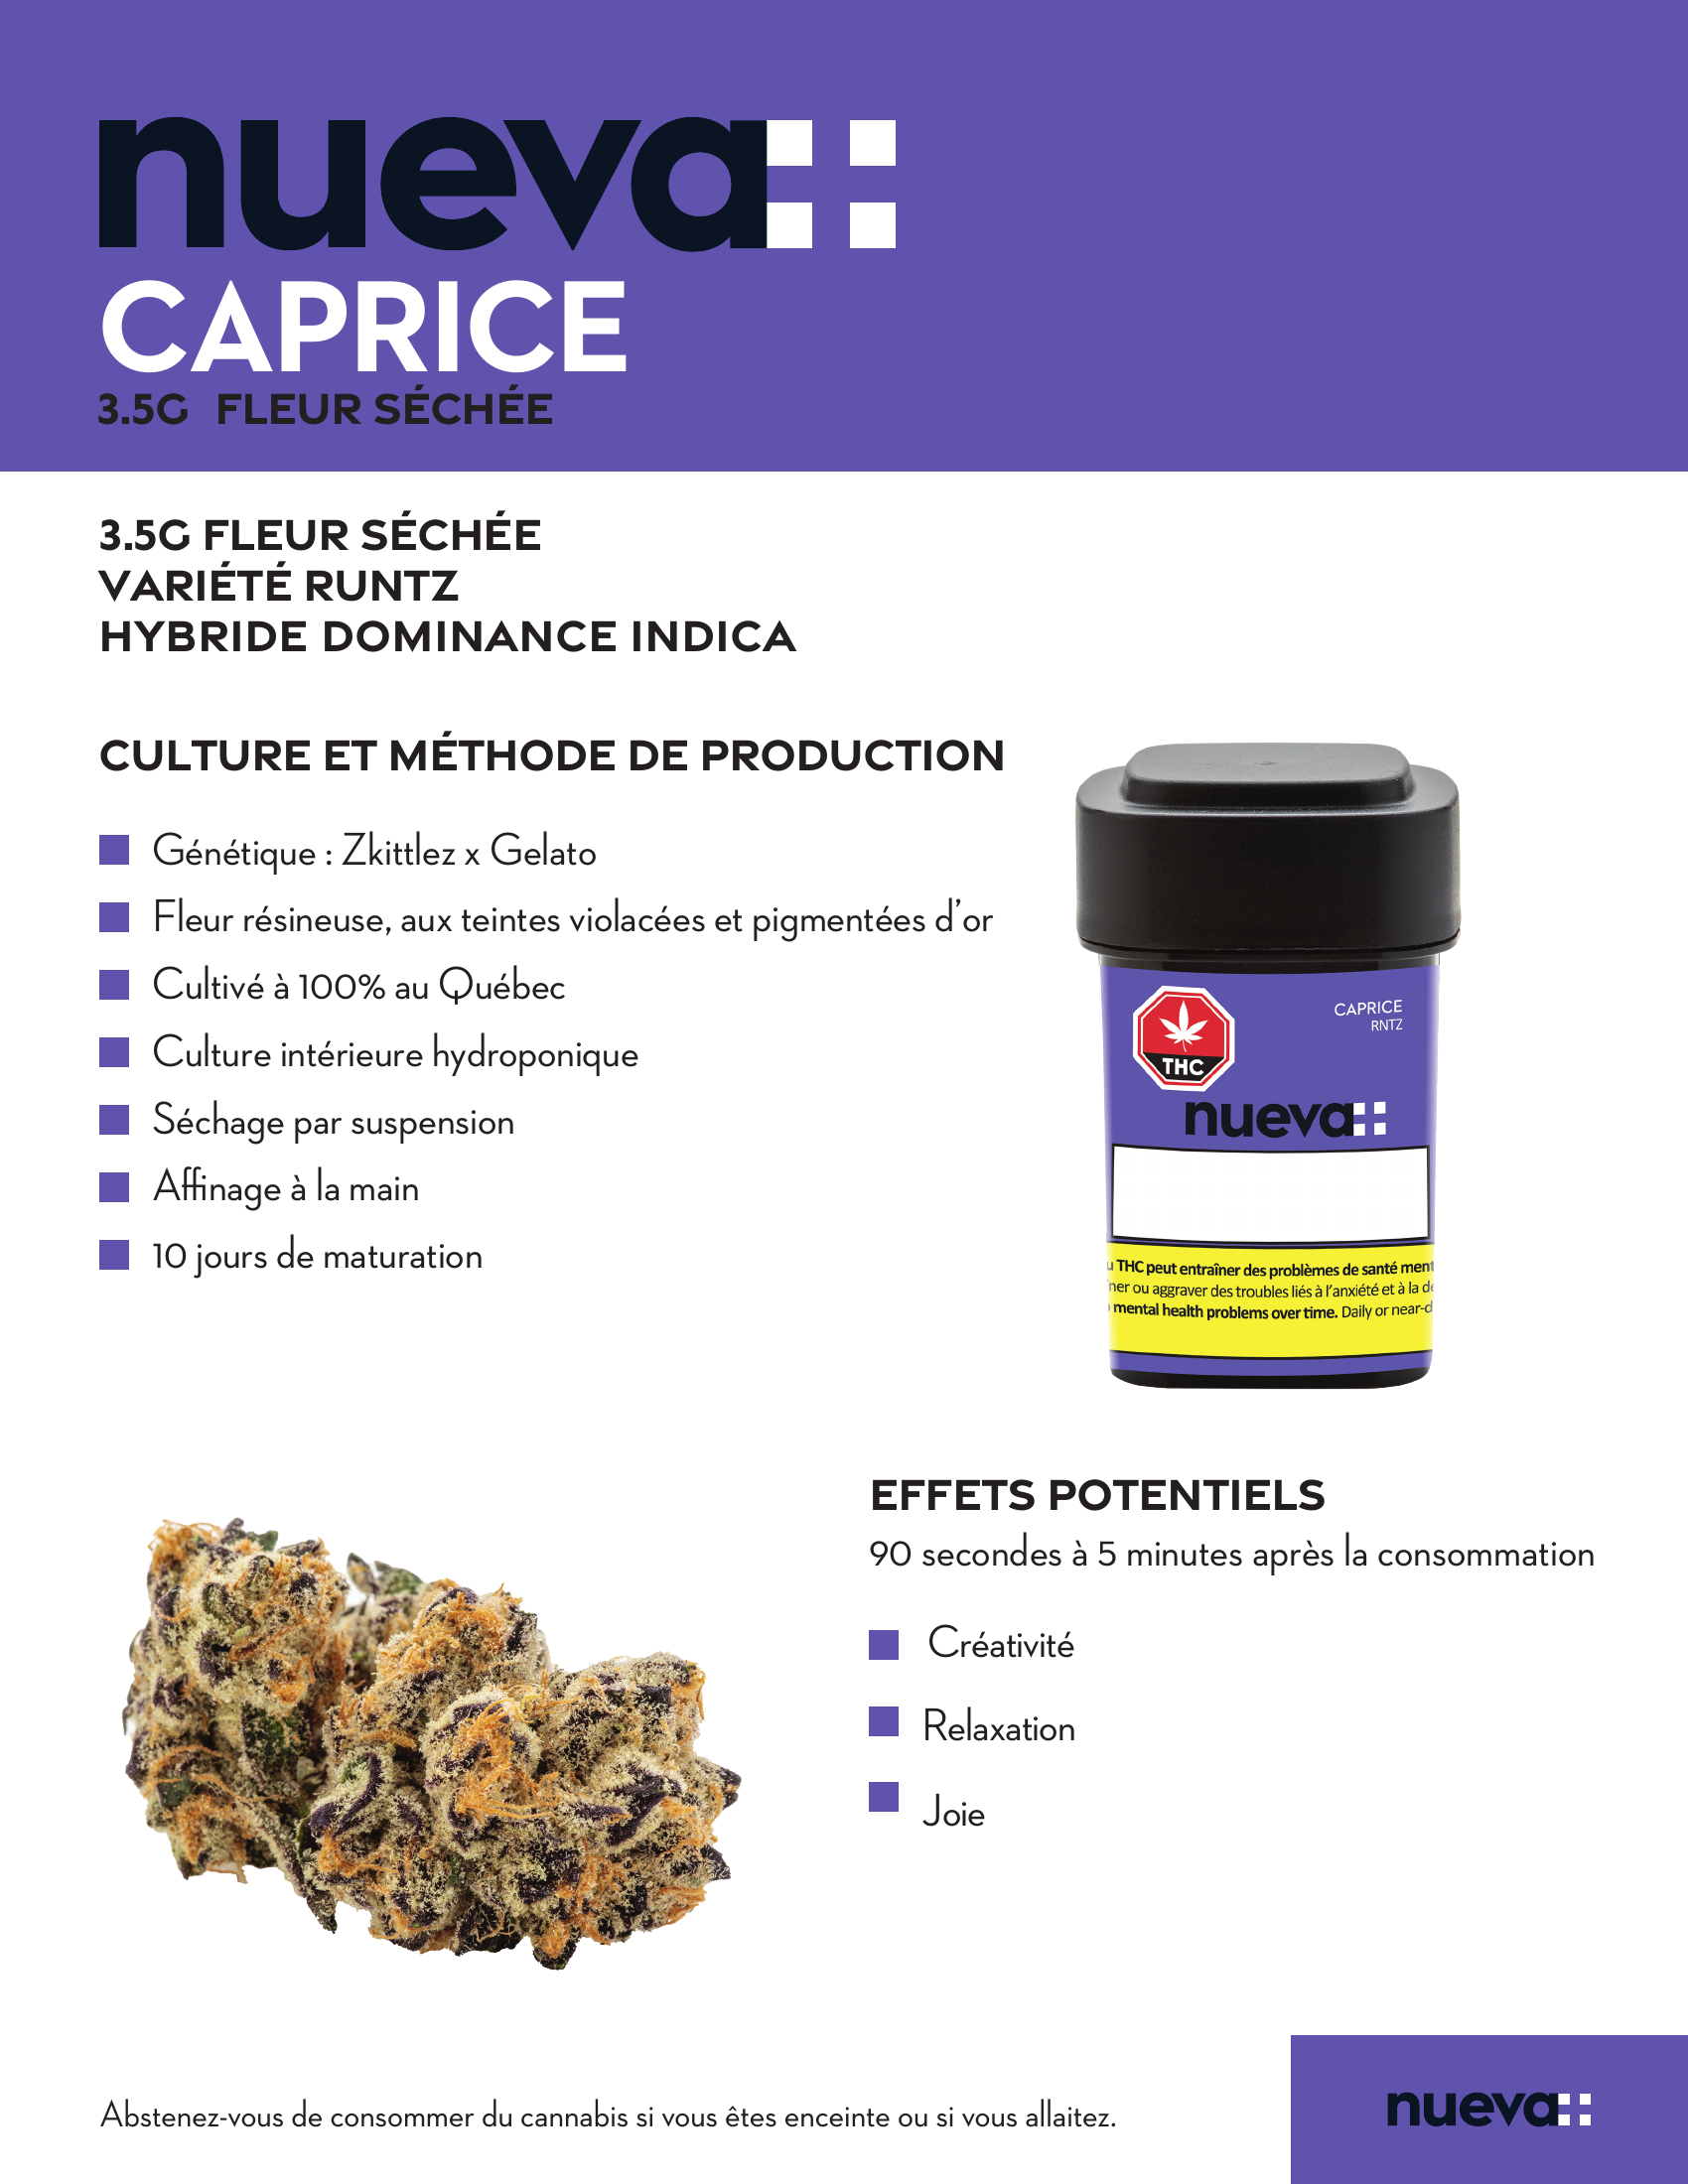 nueva
CAPRICE
3.5G FLEUR SÉCHÉE
3.5G FLEUR SÉCHÉE
VARIÉTÉ RUNTZ
HYBRIDE DOMINANCE INDICA
CULTURE ET MÉTHODE DE PRODUCTION
Génétique : Zkittlez x Gelato
Fleur résineuse, aux teintes violacées et pigmentées d'or
Cultivé à 100% au Québec
Culture intérieure hydroponique
Séchage par suspension
Affinage à la main
10 jours de maturation
CAPRICE
RNTZ
THC
nueva
THC peut entraîner des problèmes de santé
ou aggraver des troubles liés à l'anxiété et à la
mental health problems over time. Daily or
EFFETS POTENTIELS
90 secondes à 5 minutes après la consommation
Créativité
Relaxation
Joie
Abstenez-vous de consommer du cannabis si vous êtes enceinte ou si vous allaitez.
nueva